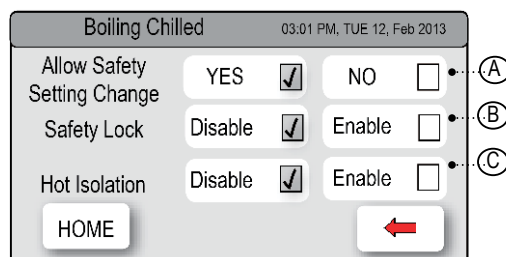 Boiling Chilled 03:01 PM, TUE 12, Feb 2013
Allow Safety
Setting Change YES NO A
Safety Lock Disable Enable B
Hot Isolation Disable Enable C
HOME